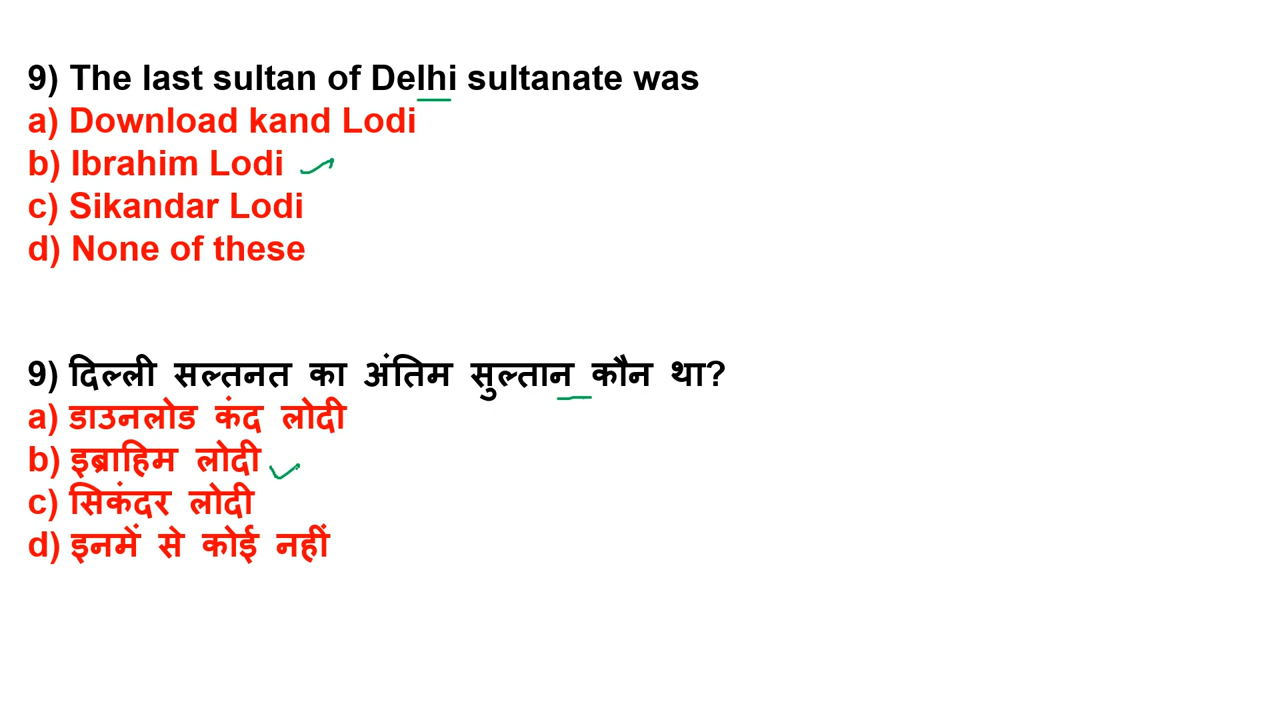 9) The last sultan of Delhi sultanate was
a) Download kand Lodi
b) Ibrahim Lodi
c) Sikandar Lodi
d) None of these
9) दिल्ली सल्तनत का अंतिम सुल्तान कौन था?
a) डाउनलोड कंद लोदी
b) इब्राहिम लोदी
c) सिकंदर लोदी
d) इनमें से कोई नहीं